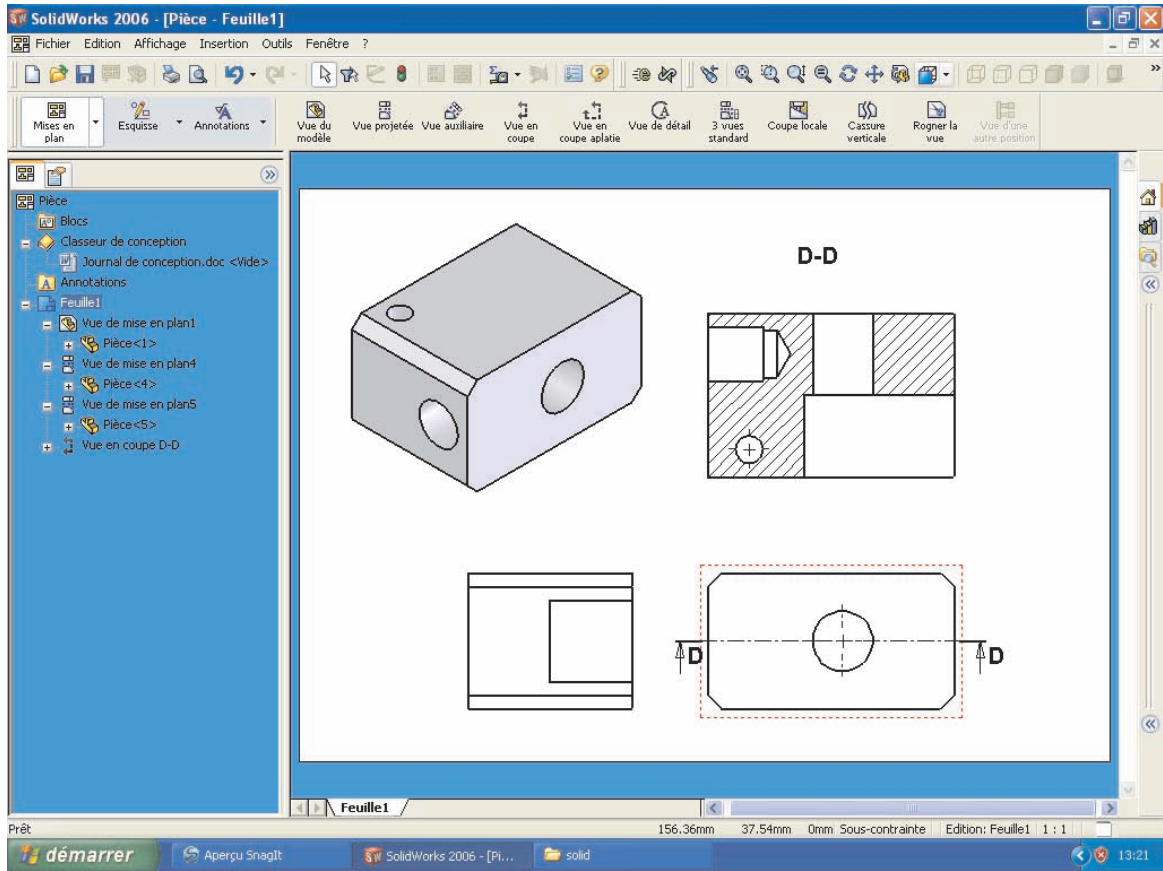 SolidWorks 2006 - [Pièce - Feuille1]
Fichier Edition Affichage Insertion Outils Fenêtre ?
Mises en plan
Esquisse
Annotations
Vue du modèle
Vue projetée
Vue auxiliaire
Vue en coupe
Vue en coupe aplatie
Vue de détail
3 vues standard
Coupe locale
Cassure verticale
Rogner la vue
Vue d'une autre position
Pièce
Blocs
Classeur de conception
Journal de conception.doc <Vide>
Annotations
Feuille1
Vue de mise en plan1
Pièce<1>
Vue de mise en plan4
Pièce<4>
Vue de mise en plan5
Pièce<5>
Vue en coupe D-D
D-D
D
D
Feuille1
Prêt
156.36mm 37.54mm 0mm Sous-contrainte Edition: Feuille1 1 : 1
démarrer
Aperçu SnagIt
SolidWorks 2006 - [Pi...
solid
13:21